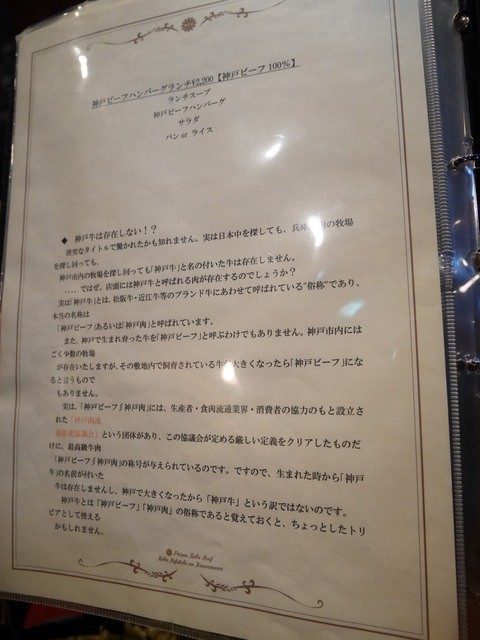 神戸ビーフハンバーグランチ¥2,200【神戸ビーフ100%】
ランチスープ
神戸ビーフハンバーグ
サラダ
パン or ライス
◆ 神戸牛は存在しない！？
唐突なタイトルで驚かれたかも知れません。実は日本中を探しても、兵庫県内の牧場
を探し回っても、
神戸市内の牧場を探し回っても「神戸牛」と名の付いた牛は存在しません。
．．．．ではぜ、店頭には神戸牛と呼ばれる肉が存在するのでしょうか？
実は「神戸牛」とは、松阪牛・近江牛等のブランド牛にあわせて呼ばれている"俗称"であり、
本当の名称は
「神戸ビーフ」あるいは「神戸肉」と呼ばれています。
また、神戸で生まれ育った牛を「神戸ビーフ」と呼ぶわけでもありません。神戸市内には
ごく少数の牧場
が存在いたしますが、その敷地内で飼育されている牛が大きくなったら「神戸ビーフ」にな
ると言うもので
もありません。
実は、「神戸ビーフ」「神戸肉」には、生産者・食肉流通業界・消費者の協力のもと設立さ
れた「神戸肉流
通推進協議会」という団体があり、この協議会が定める厳しい定義をクリアしたものだ
けに、最高級牛肉
「神戸ビーフ」「神戸肉」の称号が与えられているのです。ですので、生まれた時から「神戸
牛」の名前が付いた
牛は存在しませんし、神戸で大きくなったから「神戸牛」という訳ではないのです。
神戸牛とは「神戸ビーフ」「神戸肉」の俗称であると覚えておくと、ちょっとしたトリ
ビアとして使える
かもしれません。
Prime Kobe Beef